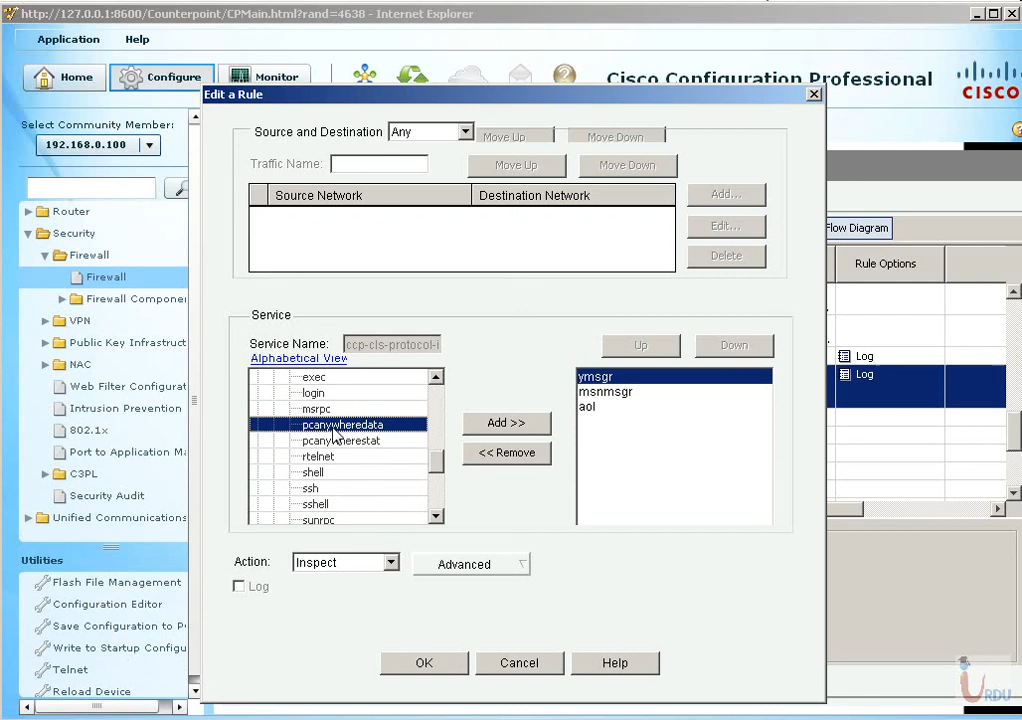 http://127.0.0.1:8600/Counterpoint/CPMain.html?rand=4638 - Internet Explorer
Application Help
Home Configure Monitor Cisco Configuration Professional CISCO
Edit a Rule
Select Community Member:
192.168.0.100
Router
Security
Firewall
Firewall
Firewall Compone
VPN
Public Key Infrastruct
NAC
Web Filter Configurat
Intrusion Prevention
802.1x
Port to Application M
C3PL
Security Audit
Unified Communications
Utilities
Flash File Management
Configuration Editor
Save Configuration to P
Write to Startup Configu
Telnet
Reload Device
Source and Destination Any Move Up Move Down
Traffic Name: Move Up Move Down
Source Network Destination Network Add...
Edit...
Delete
Service
Service Name: ccp-cls-protocol-i Up Down
Alphabetical View
exec
login
msrpc
pcanywheredata
pcanywherestat
rtelnet
shell
ssh
sshell
sunrpc
Add >>
<< Remove
ymsgr
msnmsgr
aol
Action: Inspect Advanced
Log
OK Cancel Help
Flow Diagram
Rule Options
Log
Log
URDU